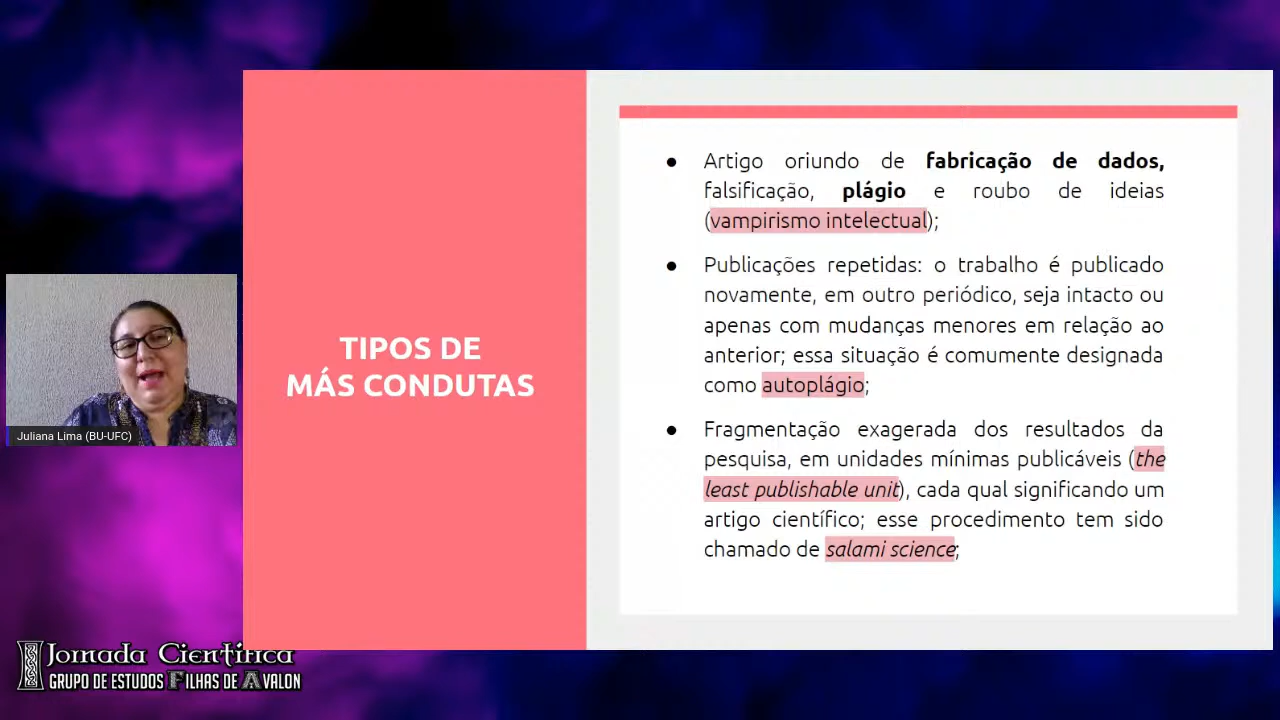 TIPOS DE
MÁS CONDUTAS
● Artigo oriundo de fabricação de dados,
falsificação, plágio e roubo de ideias
(vampirismo intelectual);
● Publicações repetidas: o trabalho é publicado
novamente, em outro periódico, seja intacto ou
apenas com mudanças menores em relação ao
anterior; essa situação é comumente designada
como autoplágio;
● Fragmentação exagerada dos resultados da
pesquisa, em unidades mínimas publicáveis (the
least publishable unit), cada qual significando um
artigo científico; esse procedimento tem sido
chamado de salami science;
Juliana Lima (BU-UFC)
I Jornada Científica
GRUPO DE ESTUDOS FILHAS DE AVALON